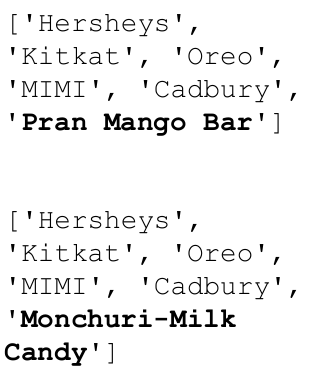 ['Hersheys',
'Kitkat', 'Oreo',
'MIMI', 'Cadbury',
'Pran Mango Bar']
['Hersheys',
'Kitkat', 'Oreo',
'MIMI', 'Cadbury',
'Monchuri-Milk
Candy']